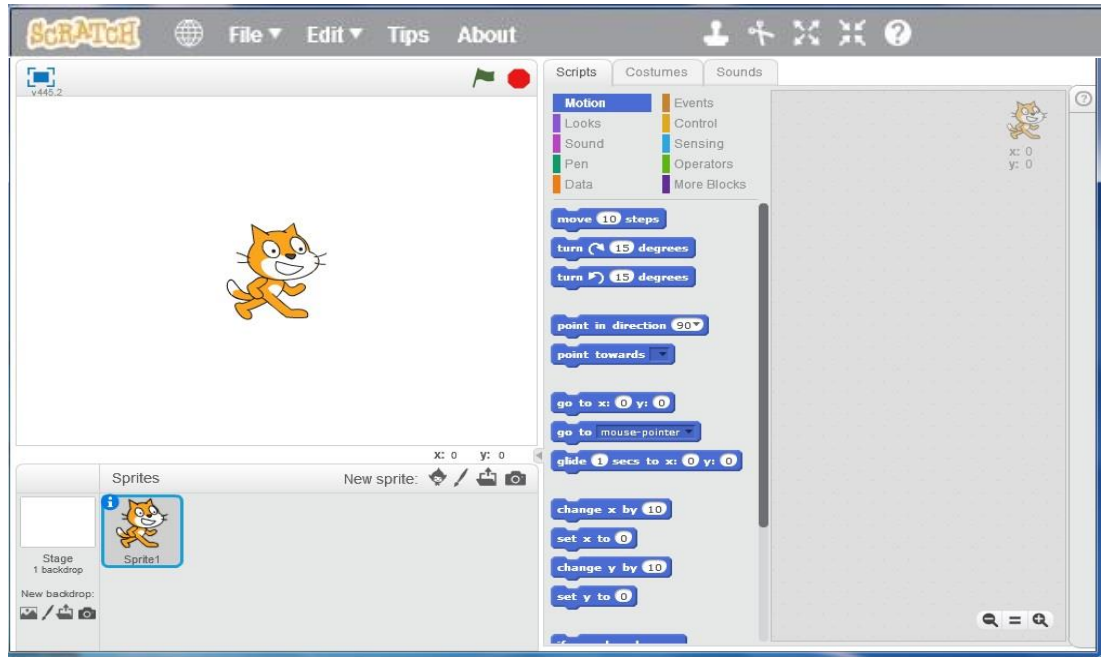 SCRATCH File Edit Tips About
v445.2
Scripts Costumes Sounds
Motion Events
Looks Control
Sound Sensing
Pen Operators
Data More Blocks
x: 0
y: 0
move 10 steps
turn 15 degrees
turn 15 degrees
point in direction 90
point towards
go to x: 0 y: 0
go to mouse-pointer
glide 1 secs to x: 0 y: 0
change x by 10
set x to 0
change y by 10
set y to 0
x: 0 y: 0
Sprites New sprite:
Stage
1 backdrop
New backdrop:
Sprite1